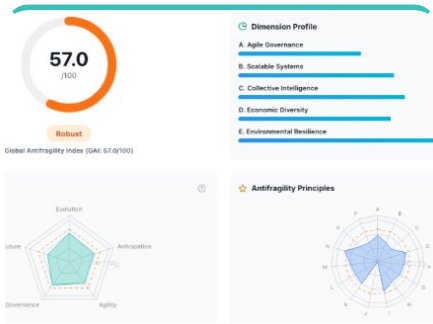 57.0
/100
Robust
Global Antifragility Index (GAI: 57.0/100)
Dimension Profile
A. Agile Governance
B. Scalable Systems
C. Collective Intelligence
D. Economic Diversity
E. Environmental Resilience
Evolution
Anticipation
Agility
Governance
uture
Antifragility Principles
A
B